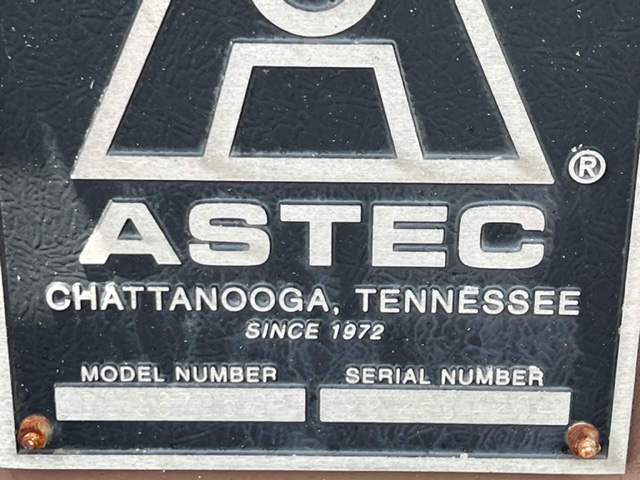 ®
ASTEC
CHATTANOOGA, TENNESSEE
SINCE 1972
MODEL NUMBER SERIAL NUMBER